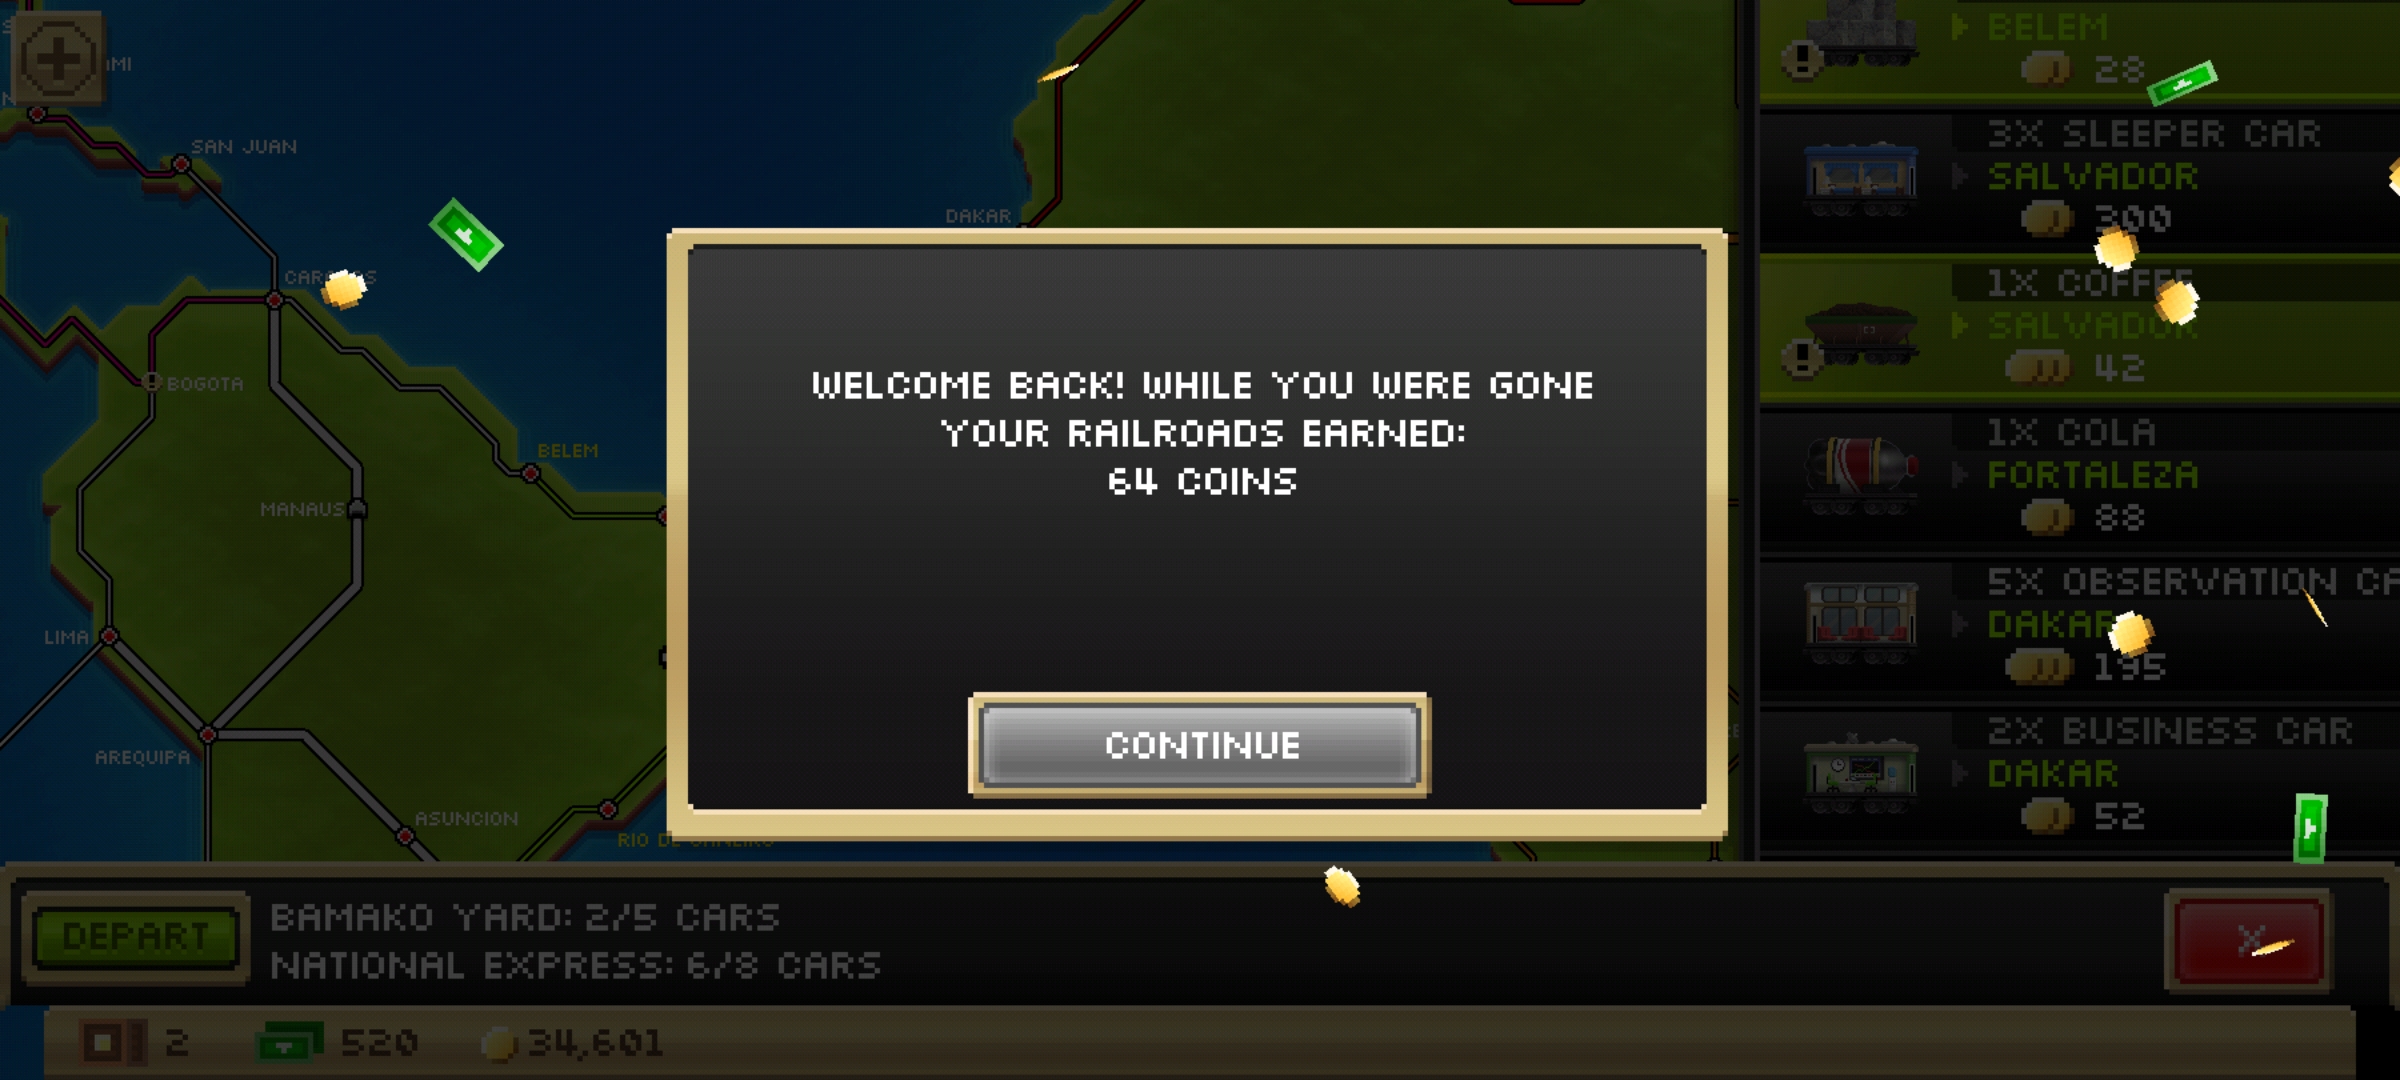 MI
SAN JUAN
DAKAR
BOGOTA
BELEM
MANAUS
LIMA
AREQUIPA
ASUNCION
WELCOME BACK! WHILE YOU WERE GONE
YOUR RAILROADS EARNED:
64 COINS
CONTINUE
BELEM
28
3X SLEEPER CAR
SALVADOR
300
1X COFFEE
SALVADOR
42
1X COLA
FORTALEZA
88
5X OBSERVATION CA
DAKAR
195
2X BUSINESS CAR
DAKAR
52
DEPART
BAMAKO YARD: 2/5 CARS
NATIONAL EXPRESS: 6/8 CARS
X
2
520
34,601